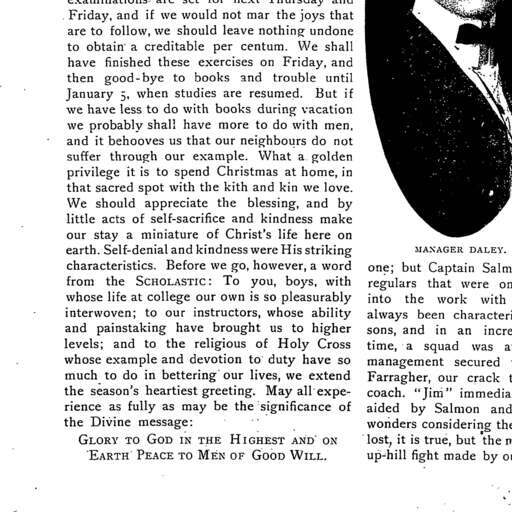 examinations are set for next Thursday and
Friday, and if we would not mar the joys that
are to follow, we should leave nothing undone
to obtain a creditable per centum. We shall
have finished these exercises on Friday, and
then good-bye to books and trouble until
January 5, when studies are resumed. But if
we have less to do with books during vacation
we probably shall have more to do with men,
and it behooves us that our neighbours do not
suffer through our example. What a golden
privilege it is to spend Christmas at home, in
that sacred spot with the kith and kin we love.
We should appreciate the blessing, and by
little acts of self-sacrifice and kindness make
our stay a miniature of Christ's life here on
earth. Self-denial and kindness were His striking
characteristics. Before we go, however, a word
from the SCHOLASTIC: To you, boys, with
whose life at college our own is so pleasurably
interwoven; to our instructors, whose ability
and painstaking have brought us to higher
levels; and to the religious of Holy Cross
whose example and devotion to duty have so
much to do in bettering our lives, we extend
the season's heartiest greeting. May all expe-
rience as fully as may be the significance of
the Divine message:
GLORY TO GOD IN THE HIGHEST AND ON
EARTH PEACE TO MEN OF GOOD WILL.
MANAGER DALEY.
one; but Captain Salm
regulars that were on
into the work with
always been characteri
sons, and in an incre
time, a squad was a
management secured
Farragher, our crack t
coach. "Jim" immedia
aided by Salmon and
wonders considering the
lost, it is true, but the m
up-hill fight made by o